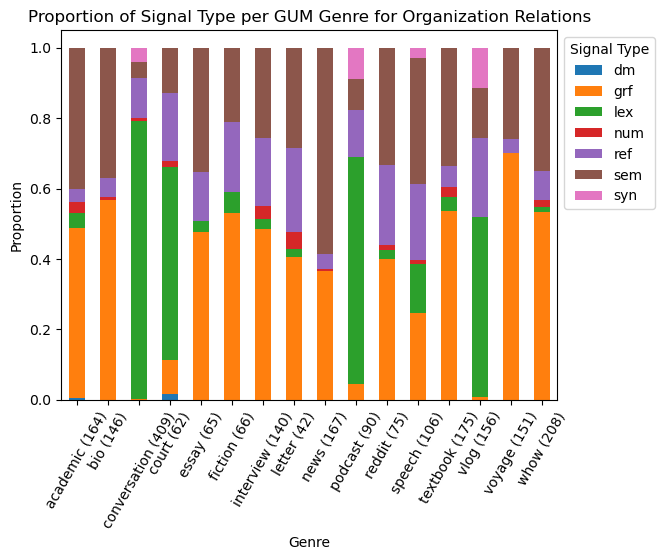 Proportion of Signal Type per GUM Genre for Organization Relations
Signal Type
dm
grf
lex
num
ref
sem
syn
Proportion
1.0
0.8
0.6
0.4
0.2
0.0
academic (164)
bio (146)
conversation (409)
court (62)
essay (65)
fiction (66)
interview (140)
letter (42)
news (167)
podcast (90)
reddit (75)
speech (106)
textbook (175)
vlog (156)
voyage (151)
whow (208)
Genre